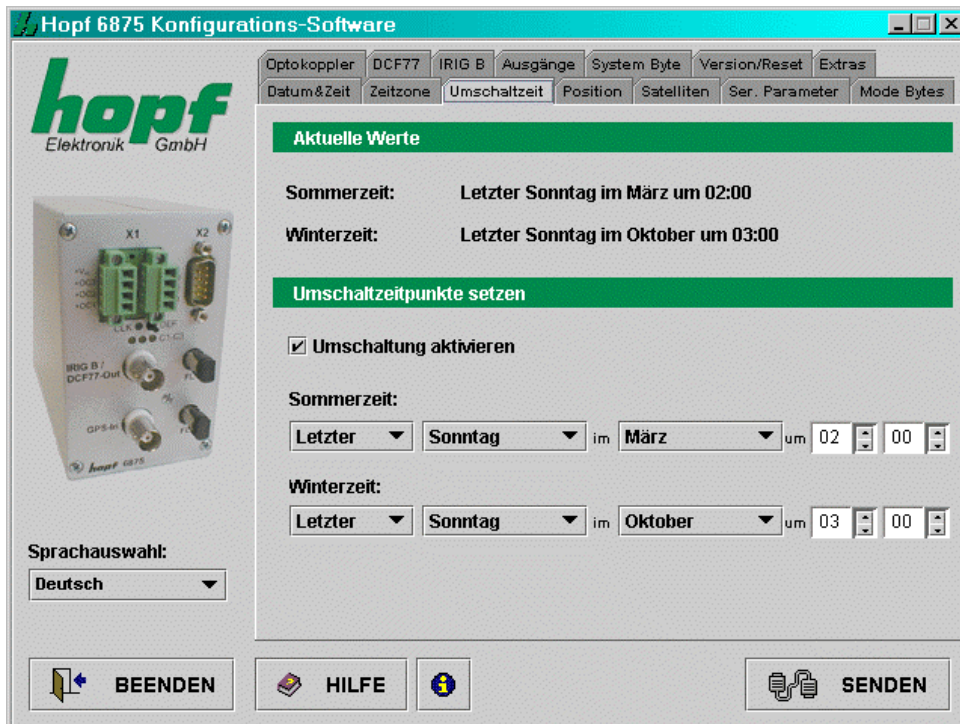 Hopf 6875 Konfigurations-Software
hopf
Elektronik GmbH
Optokoppler DCF77 IRIG B Ausgänge System Byte Version/Reset Extras
Datum&Zeit Zeitzone Umschaltzeit Position Satelliten Ser. Parameter Mode Bytes
Aktuelle Werte
Sommerzeit: Letzter Sonntag im März um 02:00
Winterzeit: Letzter Sonntag im Oktober um 03:00
Umschaltzeitpunkte setzen
Umschaltung aktivieren
Sommerzeit:
Letzter Sonntag im März um 02 00
Winterzeit:
Letzter Sonntag im Oktober um 03 00
X1 X2
C1-C3
IRIG B /
DCF77-Out
GPS-In
hopf 6875
Sprachauswahl:
Deutsch
BEENDEN HILFE SENDEN